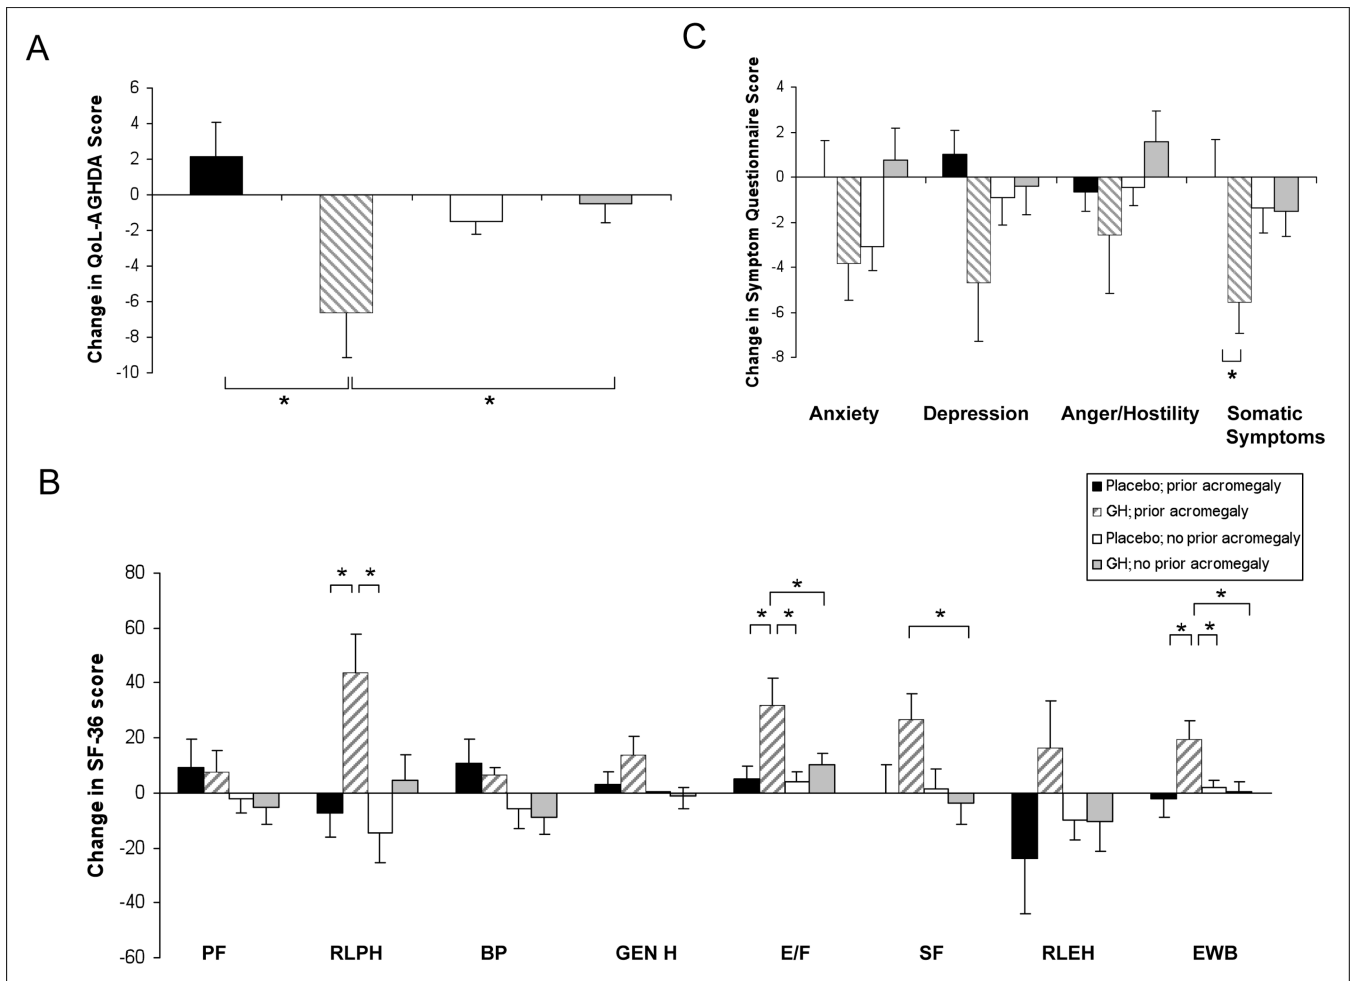 A
Change in QoL-AGHDA Score
6
4
2
0
-2
-4
-6
-8
-10
*
*
C
Change in Symptom Questionnaire Score
4
2
0
-2
-4
-6
-8
*
Anxiety
Depression
Anger/Hostility
Somatic
Symptoms
B
Placebo; prior acromegaly
GH; prior acromegaly
Placebo; no prior acromegaly
GH; no prior acromegaly
Change in SF-36 score
80
60
40
20
0
-20
-40
-60
* *
* * *
*
* * *
PF RLPH BP GEN H E/F SF RLEH EWB